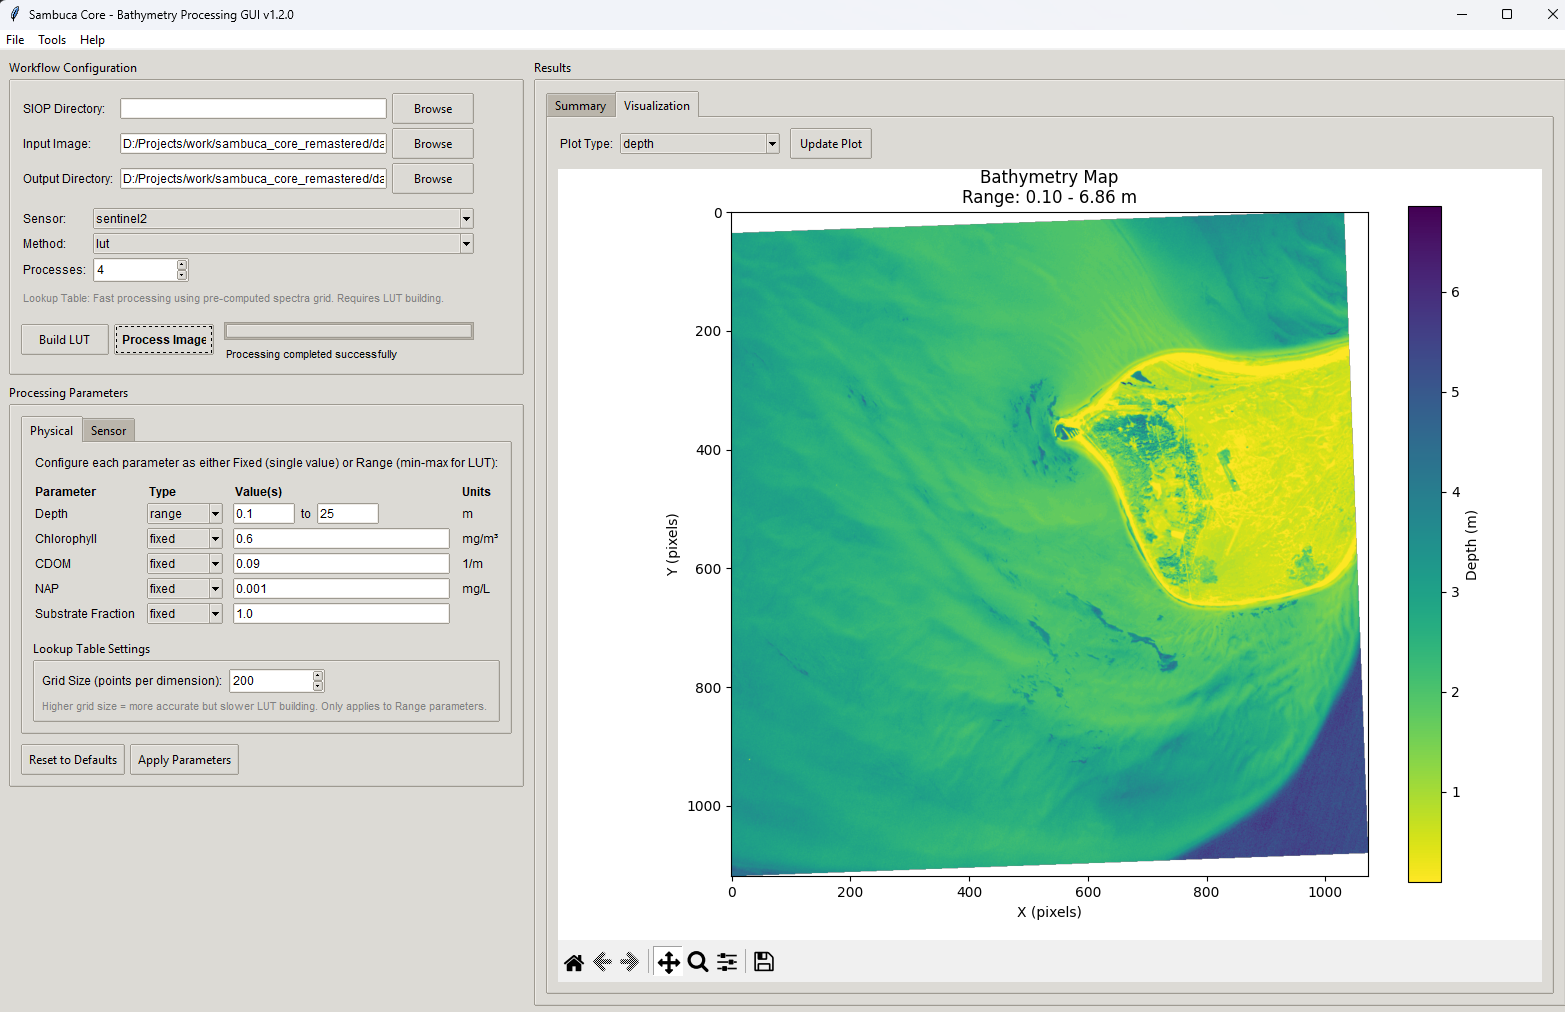 Sambuca Core - Bathymetry Processing GUI v1.2.0
File Tools Help
Workflow Configuration
SIOP Directory: Browse
Input Image: D:/Projects/work/sambuca_core_remastered/da Browse
Output Directory: D:/Projects/work/sambuca_core_remastered/da Browse
Sensor: sentinel2
Method: lut
Processes: 4
Lookup Table: Fast processing using pre-computed spectra grid. Requires LUT building.
Build LUT Process Image
Processing completed successfully
Processing Parameters
Physical Sensor
Configure each parameter as either Fixed (single value) or Range (min-max for LUT):
Parameter Type Value(s) Units
Depth range 0.1 to 25 m
Chlorophyll fixed 0.6 mg/m³
CDOM fixed 0.09 1/m
NAP fixed 0.001 mg/L
Substrate Fraction fixed 1.0
Lookup Table Settings
Grid Size (points per dimension): 200
Higher grid size = more accurate but slower LUT building. Only applies to Range parameters.
Reset to Defaults Apply Parameters
Results
Summary Visualization
Plot Type: depth Update Plot
Bathymetry Map
Range: 0.10 - 6.86 m
0
200
400
600
800
1000
Y (pixels)
0 200 400 600 800 1000
X (pixels)
6
5
4
3
2
1
Depth (m)